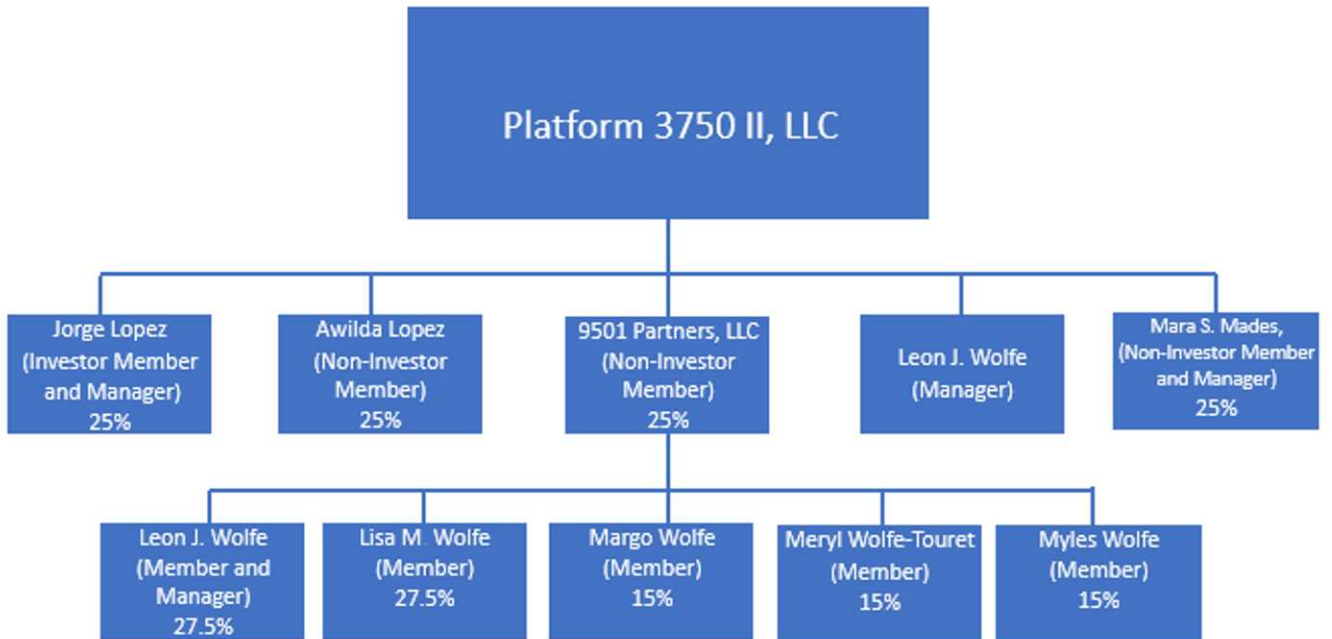 Platform 3750 II, LLC
Jorge Lopez
(Investor Member
and Manager)
25%
Awilda Lopez
(Non-Investor
Member)
25%
9501 Partners, LLC
(Non-Investor
Member)
25%
Leon J. Wolfe
(Manager)
Mara S. Mades,
(Non-Investor Member
and Manager)
25%
Leon J. Wolfe
(Member and
Manager)
27.5%
Lisa M. Wolfe
(Member)
27.5%
Margo Wolfe
(Member)
15%
Meryl Wolfe-Touret
(Member)
15%
Myles Wolfe
(Member)
15%